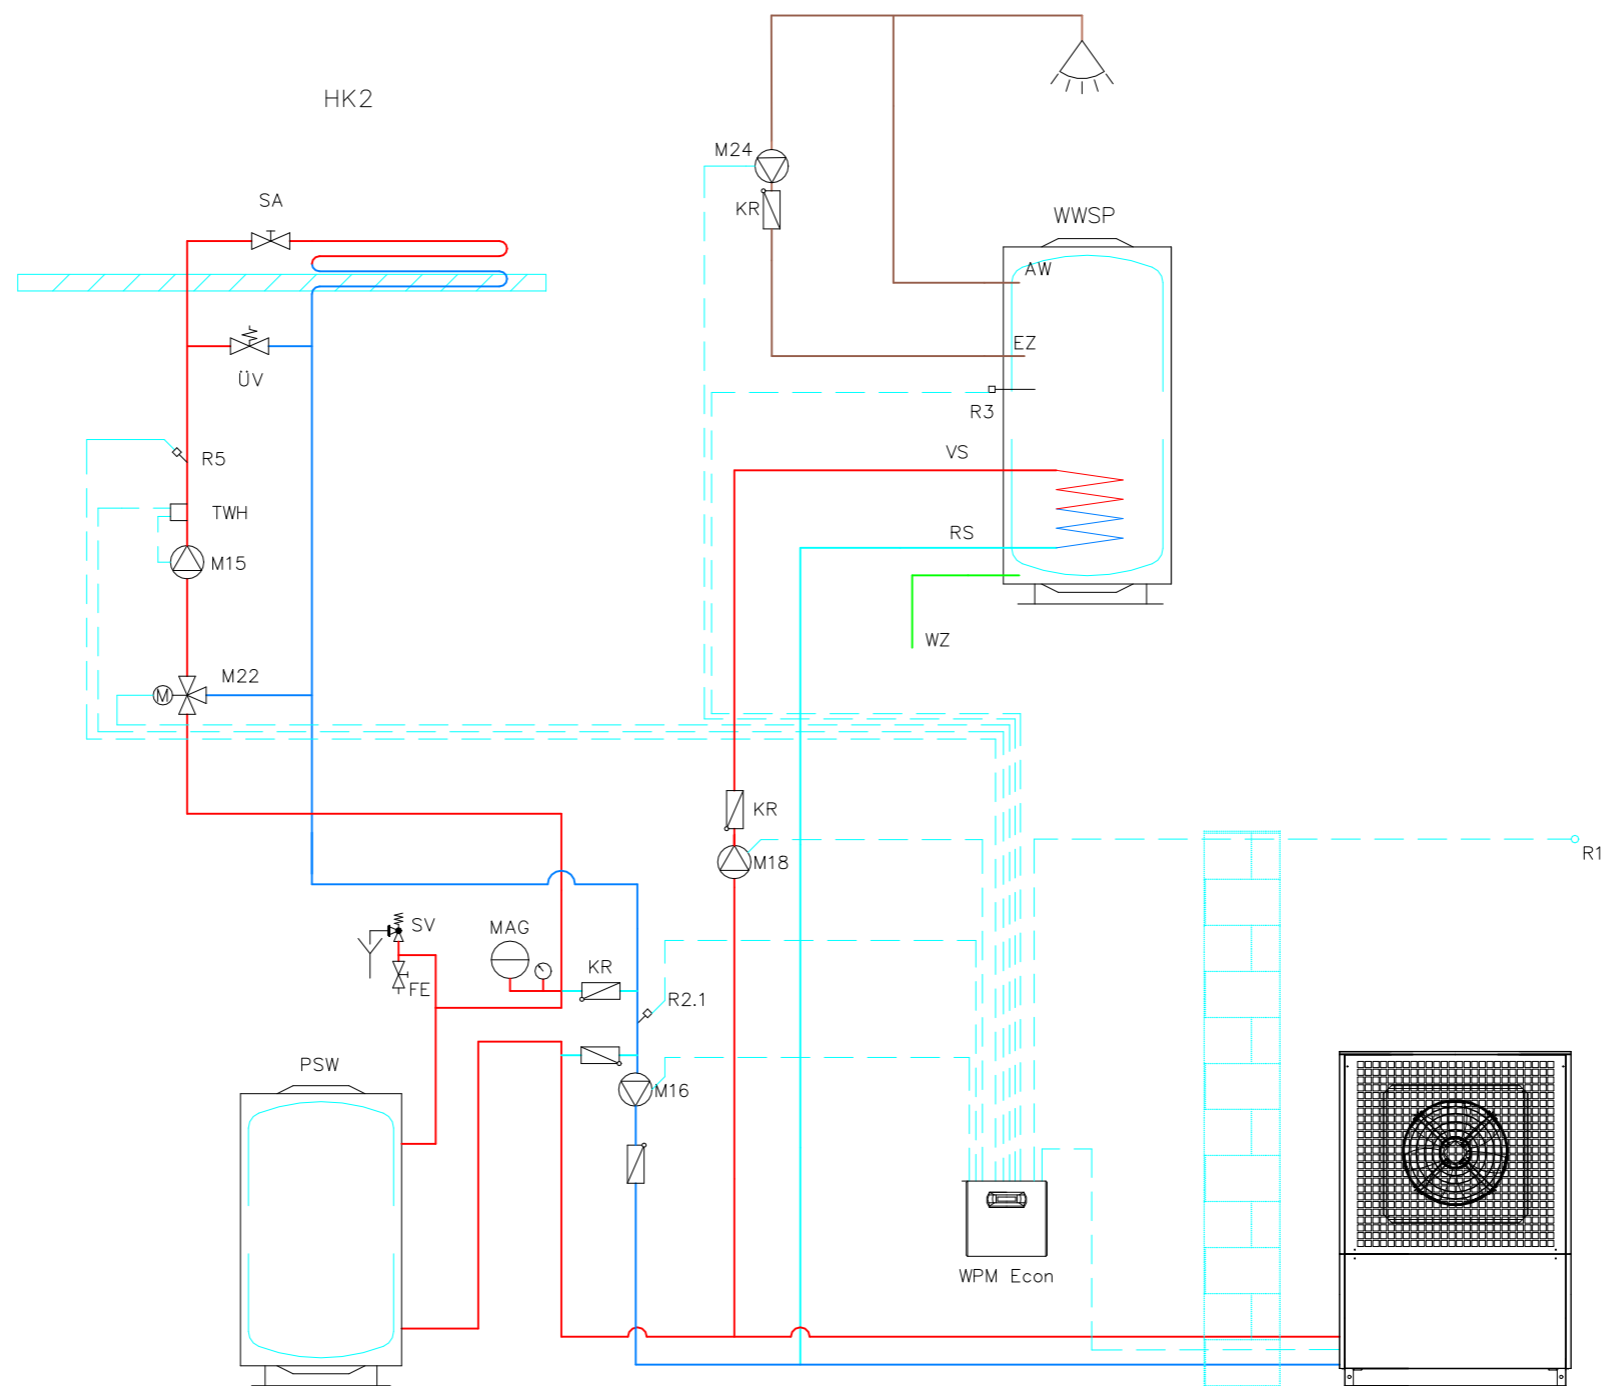 HK2
M24
SA
KR
WWSP
AW
EZ
ÜV
R3
R5
VS
TWH
RS
M15
WZ
M22
M
KR
M18
R1
SV
MAG
KR
FE
R2.1
PSW
M16
WPM Econ